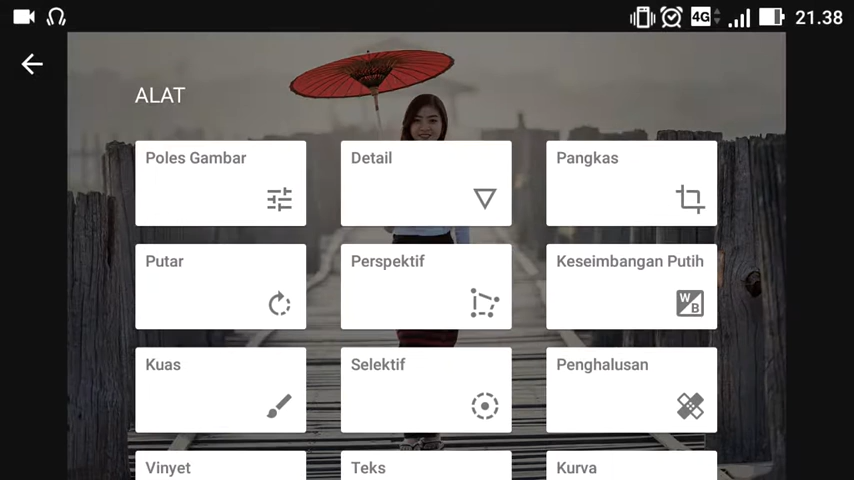 4G
21.38
ALAT
Poles Gambar
Detail
Pangkas
Putar
Perspektif
Keseimbangan Putih
W
B
Kuas
Selektif
Penghalusan
Vinyet
Teks
Kurva